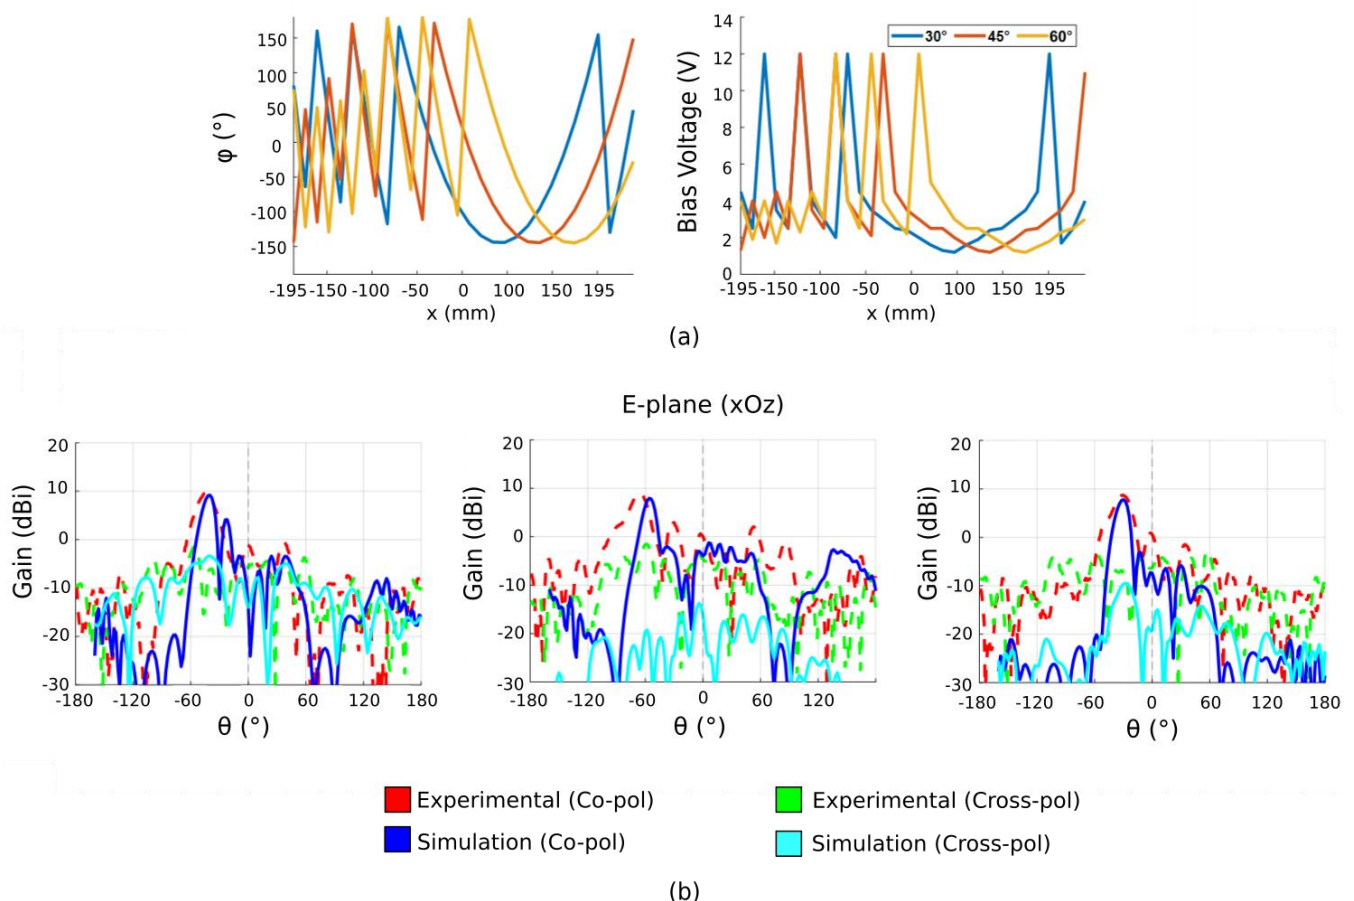 150
100
50
0
-50
-100
-150
φ (°)
-195 -150 -100 -50 0 100 150 195
x (mm)
14
12
10
8
6
4
2
0
Bias Voltage (V)
30° 45° 60°
-195 -150 -100 -50 0 100 150 195
x (mm)
(a)
E-plane (xOz)
20
10
0
-10
-20
-30
Gain (dBi)
-180 -120 -60 0 60 120 180
θ (°)
20
10
0
-10
-20
-30
Gain (dBi)
-180 -120 -60 0 60 120
θ (°)
20
10
0
-10
-20
-30
Gain (dBi)
-180 -120 -60 0 60 120 180
θ (°)
Experimental (Co-pol)
Experimental (Cross-pol)
Simulation (Co-pol)
Simulation (Cross-pol)
(b)